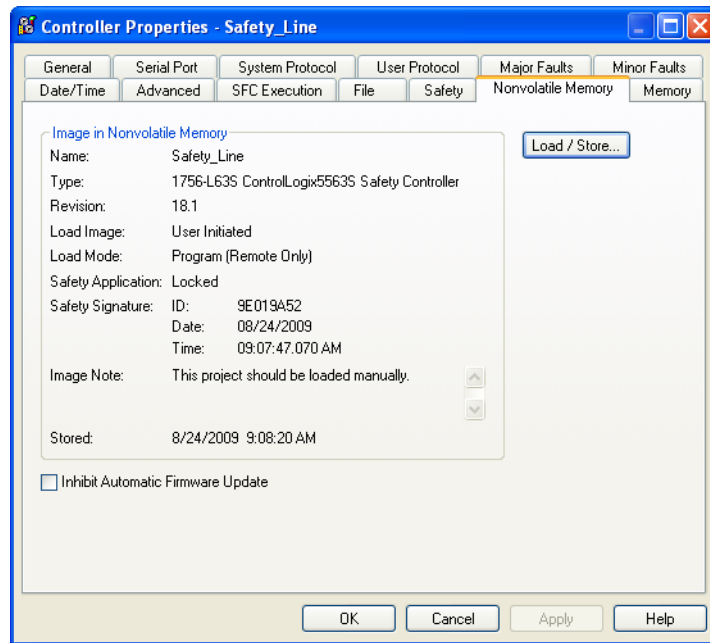 Controller Properties - Safety_Line
General Serial Port System Protocol User Protocol Major Faults Minor Faults
Date/Time Advanced SFC Execution File Safety Nonvolatile Memory Memory
Image in Nonvolatile Memory
Name: Safety_Line
Load / Store...
Type: 1756-L63S ControlLogix5563S Safety Controller
Revision: 18.1
Load Image: User Initiated
Load Mode: Program (Remote Only)
Safety Application: Locked
Safety Signature: ID: 9E019A52
Date: 08/24/2009
Time: 09:07:47.070 AM
Image Note: This project should be loaded manually.
Stored: 8/24/2009 9:08:20 AM
Inhibit Automatic Firmware Update
OK Cancel Apply Help